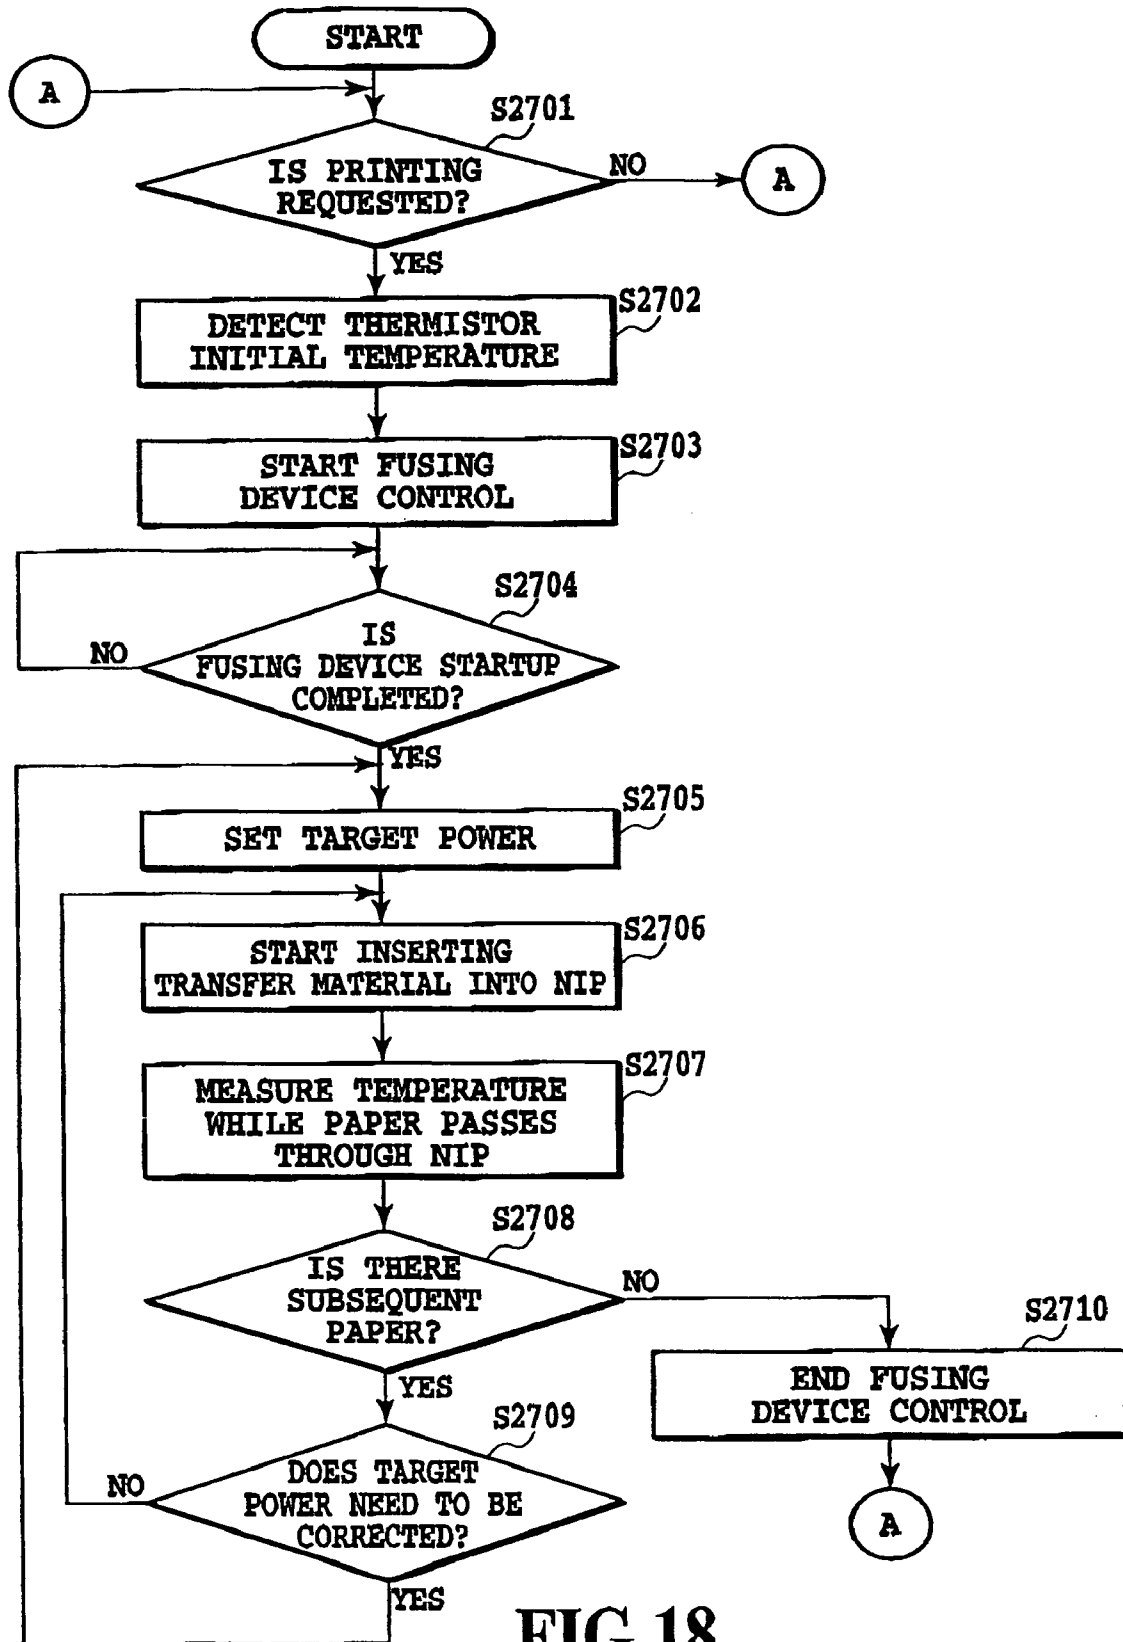 START
A
S2701
IS PRINTING
REQUESTED?
NO
A
YES
S2702
DETECT THERMISTOR
INITIAL TEMPERATURE
S2703
START FUSING
DEVICE CONTROL
S2704
IS
FUSING DEVICE STARTUP
COMPLETED?
NO
YES
S2705
SET TARGET POWER
S2706
START INSERTING
TRANSFER MATERIAL INTO NIP
S2707
MEASURE TEMPERATURE
WHILE PAPER PASSES
THROUGH NIP
S2708
IS THERE
SUBSEQUENT
PAPER?
NO
YES
S2710
END FUSING
DEVICE CONTROL
A
S2709
DOES TARGET
POWER NEED TO BE
CORRECTED?
NO
YES
FIG.18